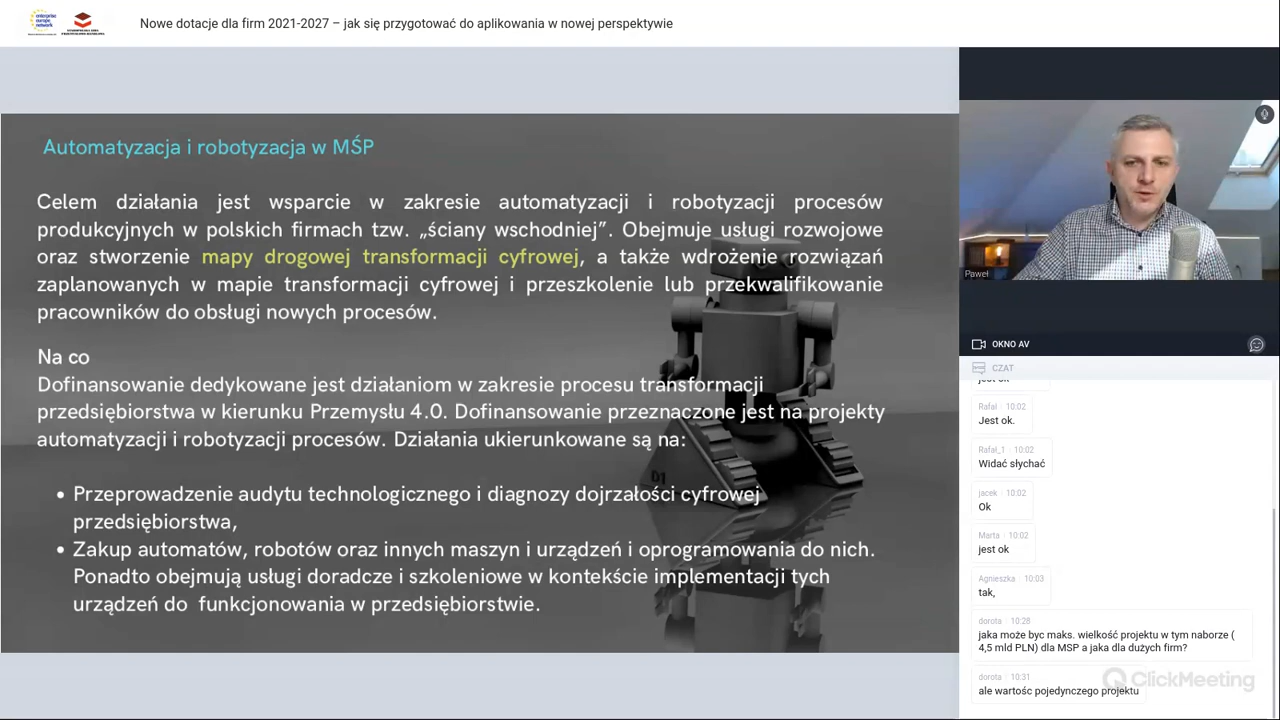 enterprise
europe
network
Nowe dotacje dla firm 2021-2027 – jak się przygotować do aplikowania w nowej perspektywie
Automatyzacja i robotyzacja w MŚP
Celem działania jest wsparcie w zakresie automatyzacji i robotyzacji procesów
produkcyjnych w polskich firmach tzw. „ściany wschodniej”. Obejmuje usługi rozwojowe
oraz stworzenie mapy drogowej transformacji cyfrowej, a także wdrożenie rozwiązań
zaplanowanych w mapie transformacji cyfrowej i przeszkolenie lub przekwalifikowanie
pracowników do obsługi nowych procesów.
Na co
Dofinansowanie dedykowane jest działaniom w zakresie procesu transformacji
przedsiębiorstwa w kierunku Przemysłu 4.0. Dofinansowanie przeznaczone jest na projekty
automatyzacji i robotyzacji procesów. Działania ukierunkowane są na:
• Przeprowadzenie audytu technologicznego i diagnozy dojrzałości cyfrowej
przedsiębiorstwa,
• Zakup automatów, robotów oraz innych maszyn i urządzeń i oprogramowania do nich.
Ponadto obejmują usługi doradcze i szkoleniowe w kontekście implementacji tych
urządzeń do funkcjonowania w przedsiębiorstwie.
Paweł
OKNO AV
CZAT
jest ok
Rafał 10:02
Jest ok.
Rafał_1 10:02
Widać słychać
jacek 10:02
Ok
Marta 10:02
jest ok
Agnieszka 10:03
tak,
dorota 10:28
jaka może byc maks. wielkość projektu w tym naborze (
4,5 mld PLN) dla MSP a jaka dla dużych firm?
dorota 10:31
ale wartośc pojedynczego projektu
ClickMeeting